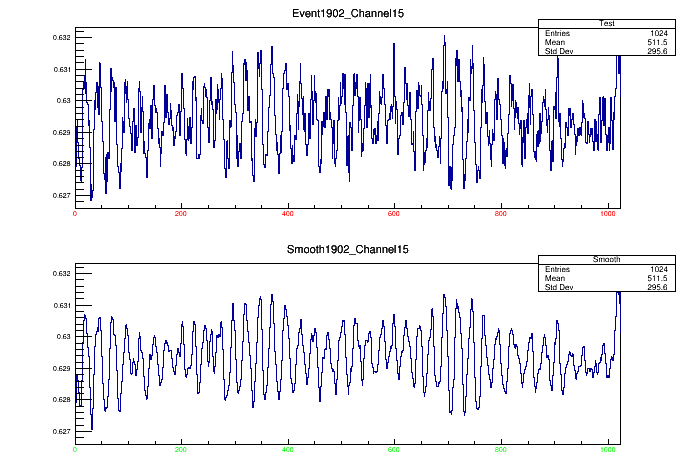 Event1902_Channel15
Test
Entries 1024
Mean 511.5
Std Dev 295.6
0.632
0.631
0.63
0.629
0.628
0.627
0 200 400 600 800 1000
Smooth1902_Channel15
Smooth
Entries 1024
Mean 511.5
Std Dev 295.6
0.632
0.631
0.63
0.629
0.628
0.627
0 200 400 600 800 1000